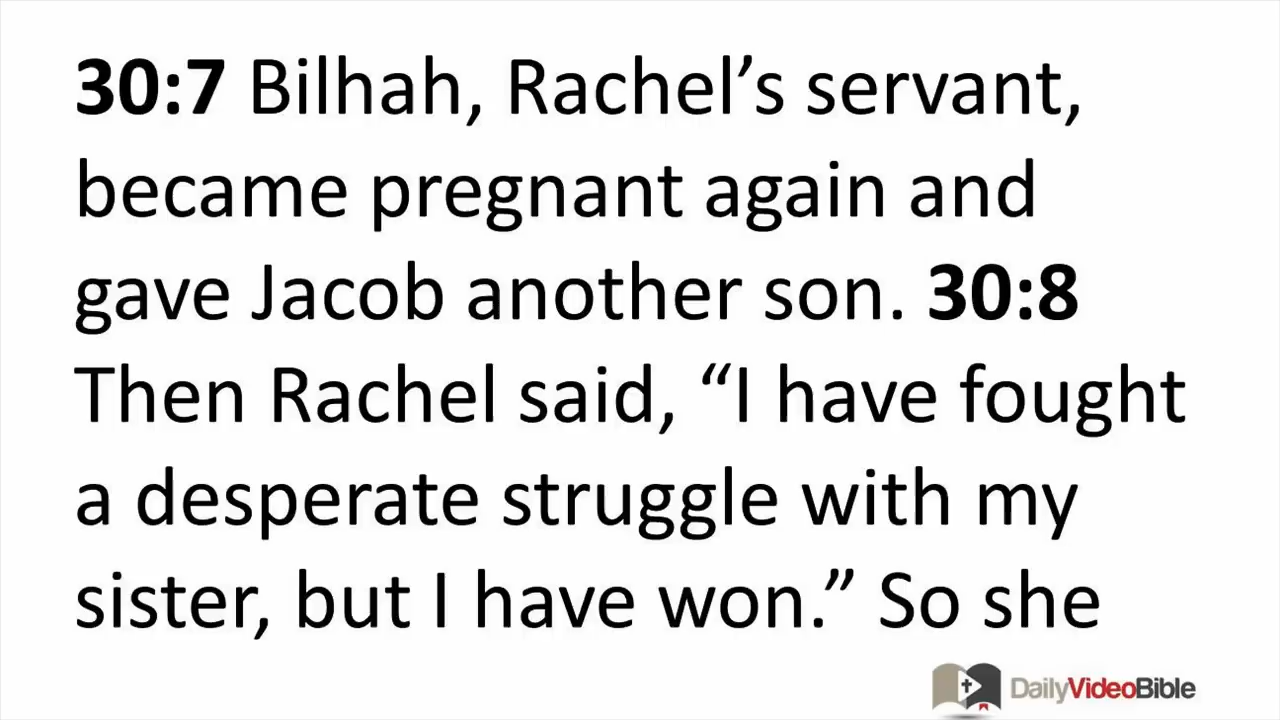 30:7 Bilhah, Rachel’s servant,
became pregnant again and
gave Jacob another son. 30:8
Then Rachel said, “I have fought
a desperate struggle with my
sister, but I have won.” So she
DailyVideoBible